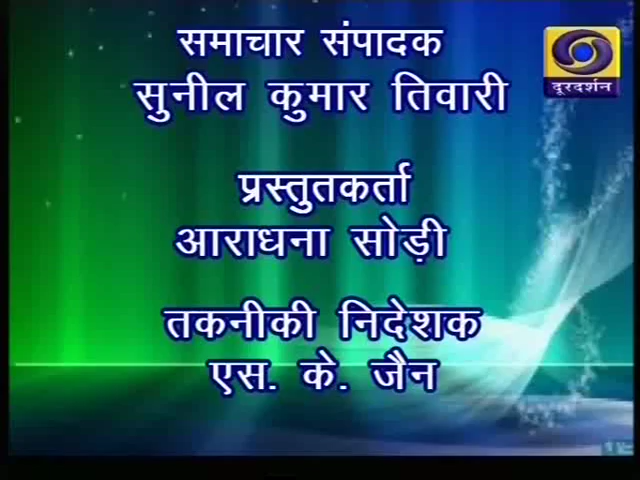 समाचार संपादक
सुनील कुमार तिवारी
दूरदर्शन
प्रस्तुतकर्ता
आराधना सोड़ी
तकनीकी निदेशक
एस. के. जैन